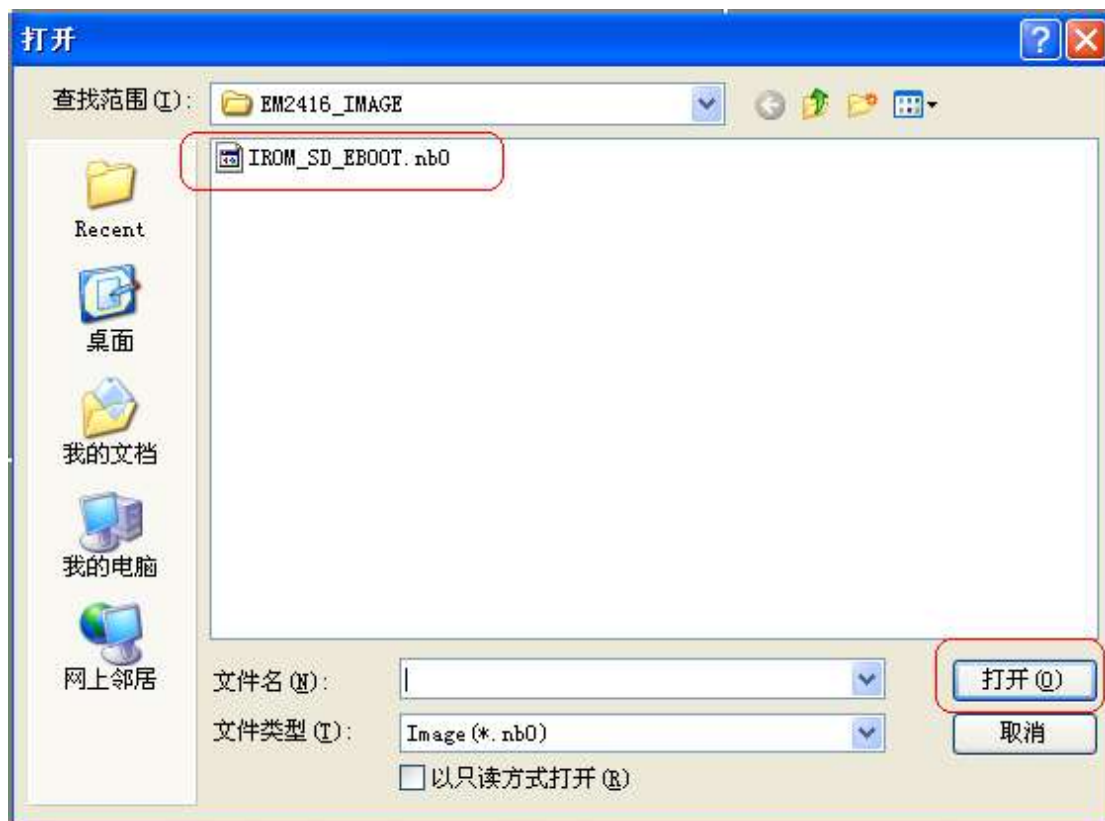 打开
查找范围(I):
EM2416_IMAGE
IROM_SD_EBOOT.nb0
Recent
桌面
我的文档
我的电脑
网上邻居
文件名(N):
打开(O)
文件类型(T):
Image(*.nb0)
取消
以只读方式打开(R)